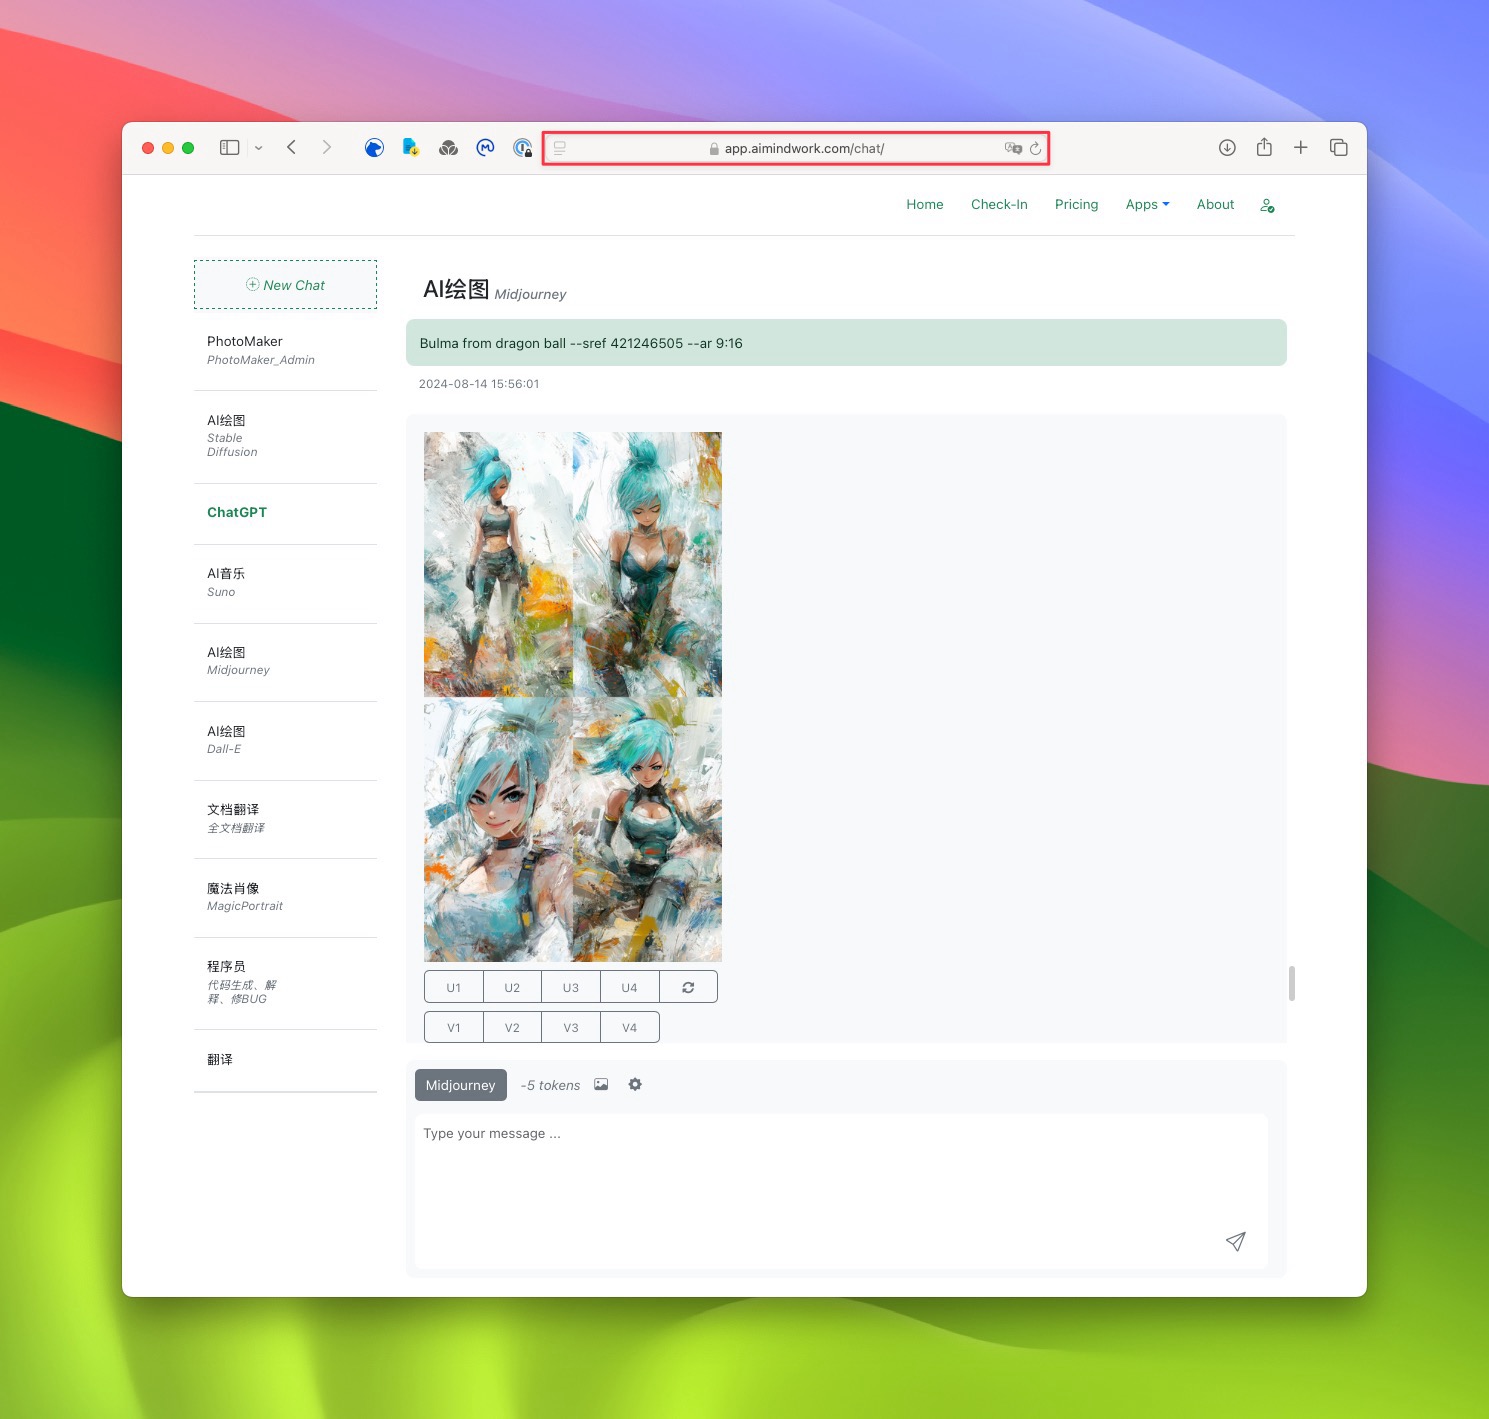 app.aimindwork.com/chat/
Home Check-In Pricing Apps About
New Chat
PhotoMaker
PhotoMaker_Admin
AI绘图
Stable
Diffusion
ChatGPT
AI音乐
Suno
AI绘图
Midjourney
AI绘图
Dall-E
文档翻译
全文档翻译
魔法肖像
MagicPortrait
程序员
代码生成、解
释、修BUG
翻译
AI绘图 Midjourney
Bulma from dragon ball --sref 421246505 --ar 9:16
2024-08-14 15:56:01
U1 U2 U3 U4
V1 V2 V3 V4
Midjourney -5 tokens
Type your message ...